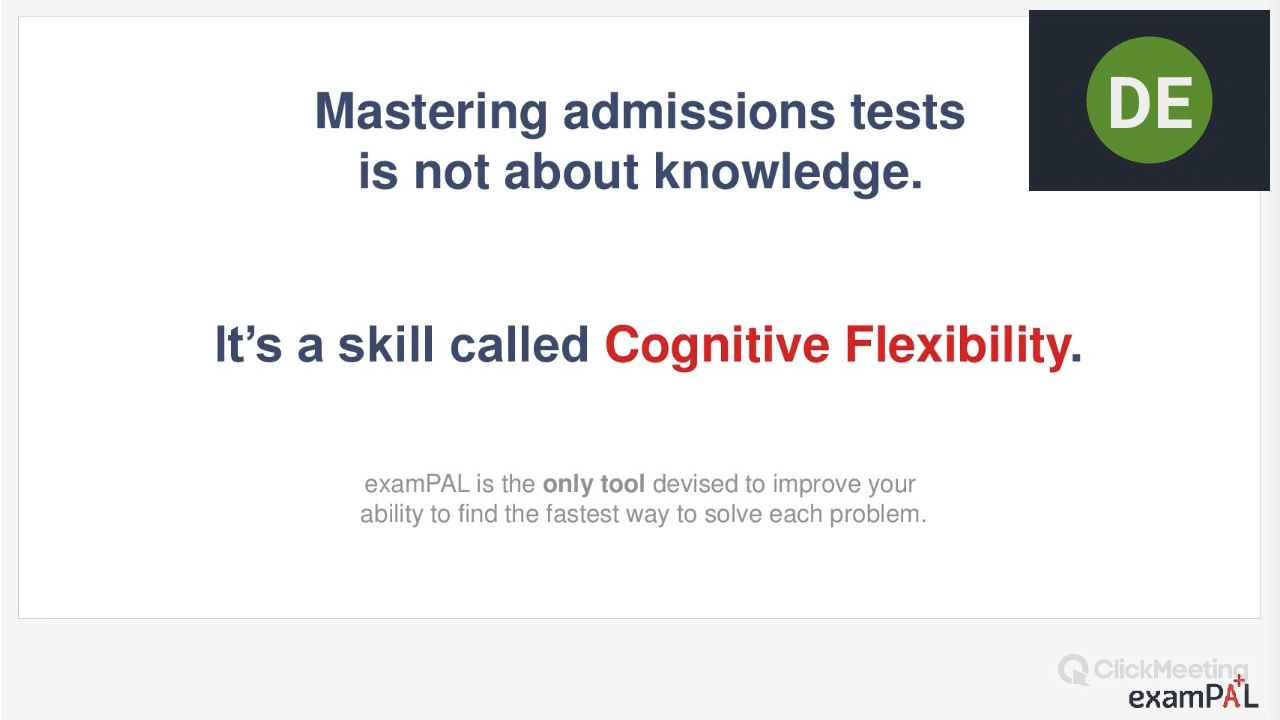 Mastering admissions tests
is not about knowledge.
DE
It’s a skill called Cognitive Flexibility.
examPAL is the only tool devised to improve your
ability to find the fastest way to solve each problem.
ClickMeeting
examPAL